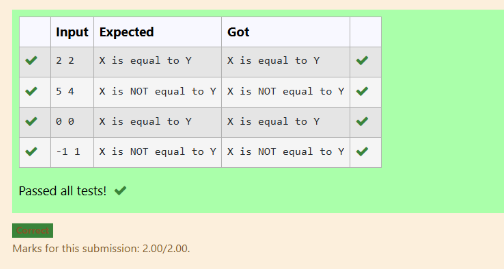 Input Expected Got
2 2 X is equal to Y X is equal to Y
5 4 X is NOT equal to Y X is NOT equal to Y
0 0 X is equal to Y X is equal to Y
-1 1 X is NOT equal to Y X is NOT equal to Y
Passed all tests!
Correct
Marks for this submission: 2.00/2.00.